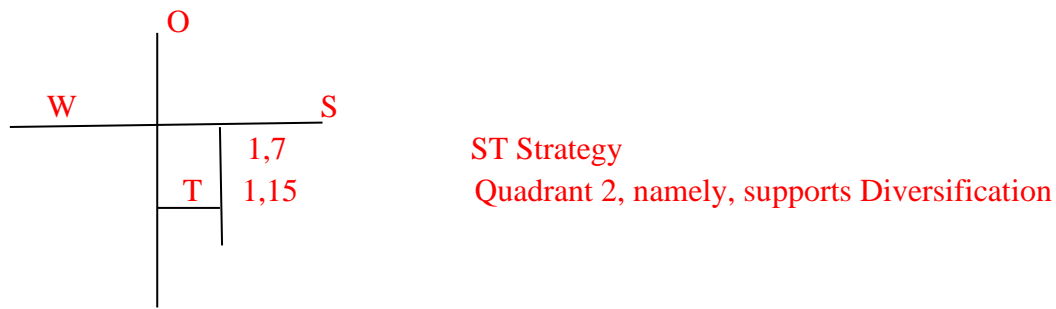 O
W
S
1,7
ST Strategy
T
1,15
Quadrant 2, namely, supports Diversification